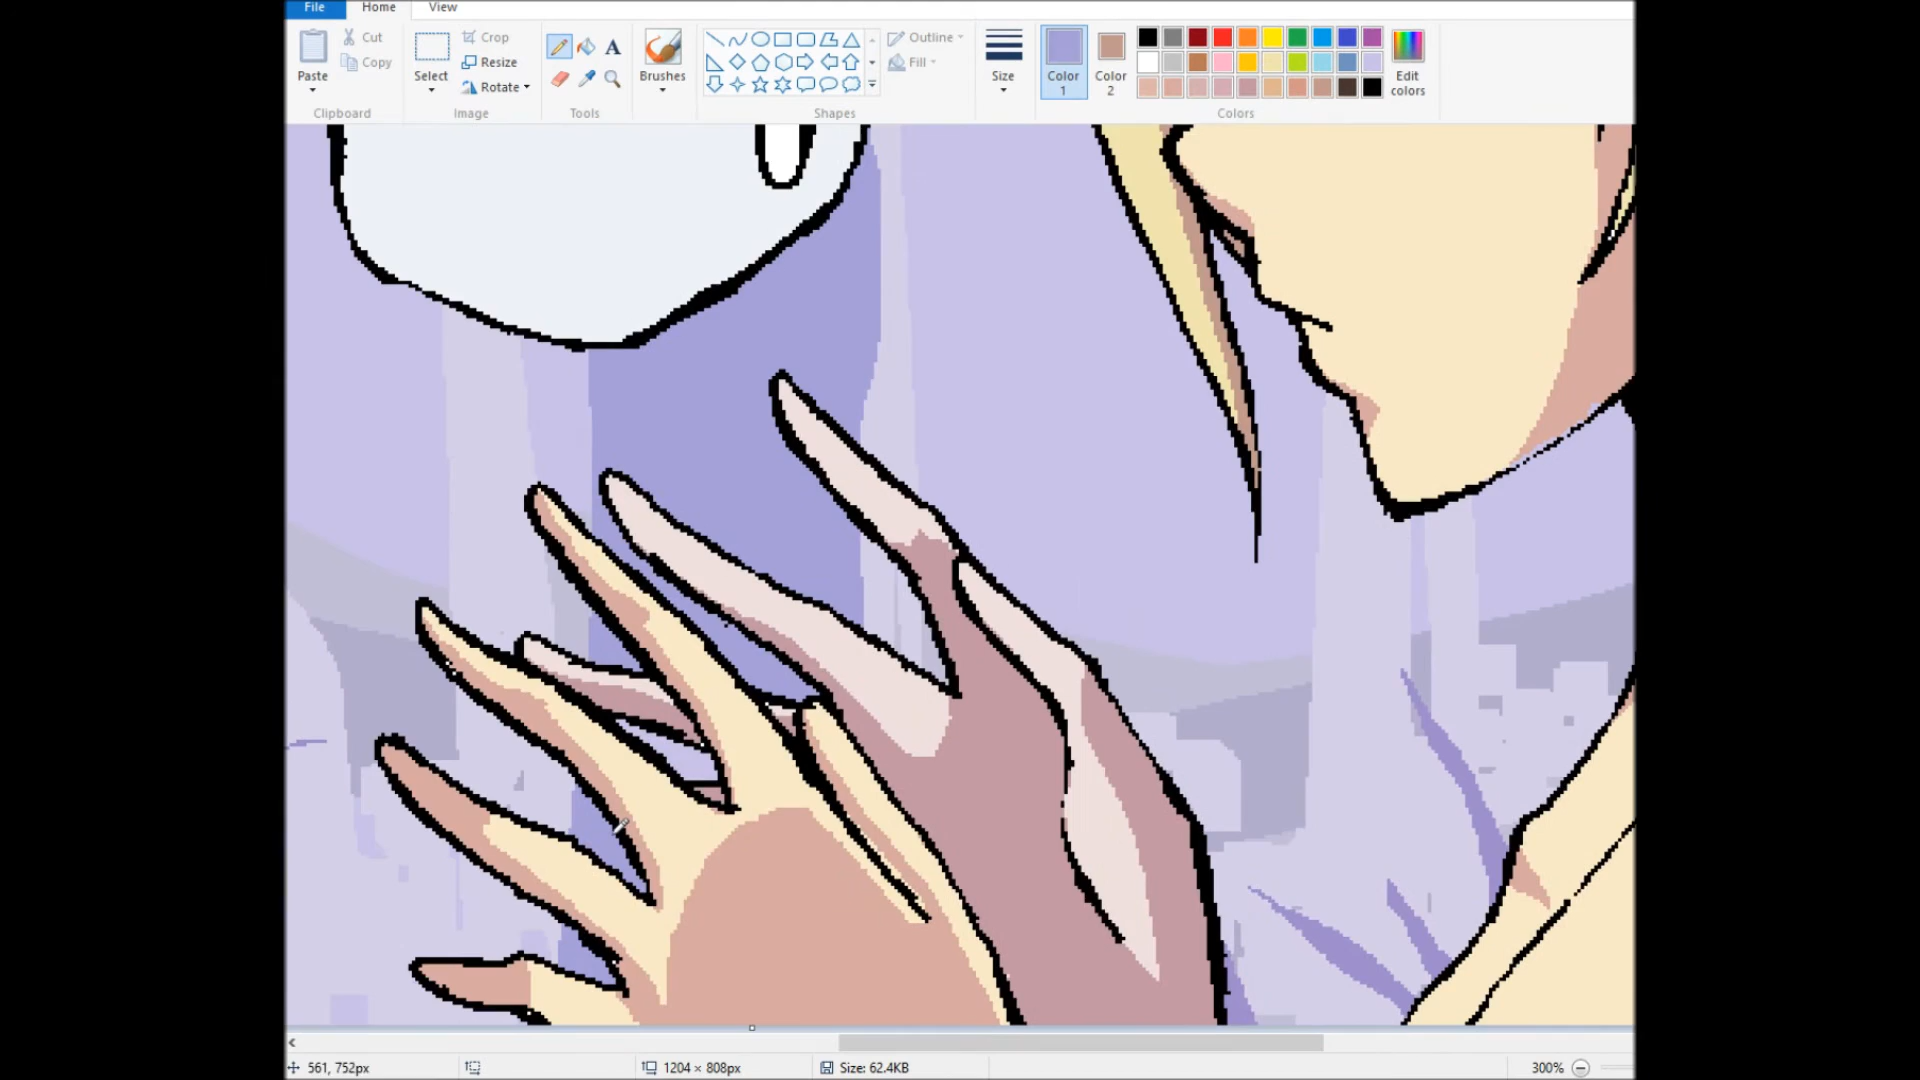 File Home View
Paste
Cut
Copy
Clipboard
Select
Crop
Resize
Rotate
Image
A
Tools
Brushes
Outline
Fill
Shapes
Size
Color 1
Color 2
Edit colors
Colors
561, 752px
1204 × 808px
Size: 62.4KB
300%